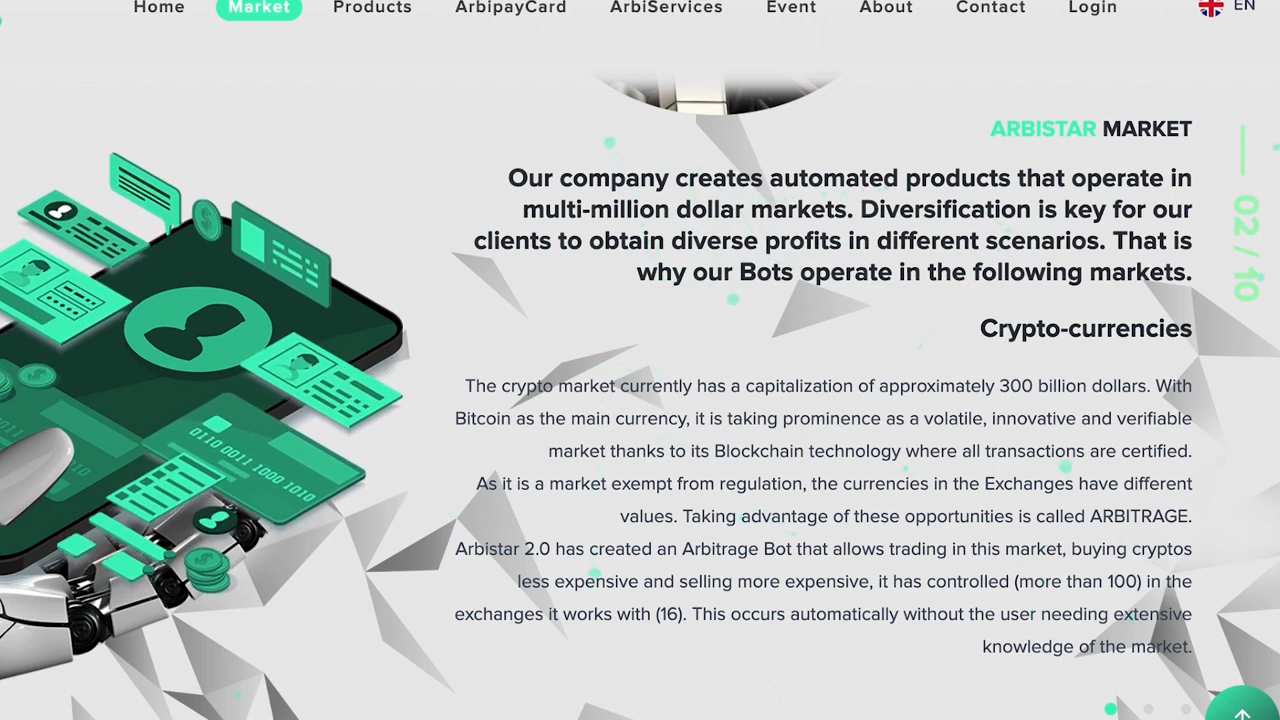 Home Market Products ArbipayCard ArbiServices Event About Contact Login EN
ARBISTAR MARKET
Our company creates automated products that operate in
multi-million dollar markets. Diversification is key for our
clients to obtain diverse profits in different scenarios. That is
why our Bots operate in the following markets.
02 / 10
Crypto-currencies
The crypto market currently has a capitalization of approximately 300 billion dollars. With
Bitcoin as the main currency, it is taking prominence as a volatile, innovative and verifiable
market thanks to its Blockchain technology where all transactions are certified.
As it is a market exempt from regulation, the currencies in the Exchanges have different
values. Taking advantage of these opportunities is called ARBITRAGE.
Arbistar 2.0 has created an Arbitrage Bot that allows trading in this market, buying cryptos
less expensive and selling more expensive, it has controlled (more than 100) in the
exchanges it works with (16). This occurs automatically without the user needing extensive
knowledge of the market.
0110 0011 1000 1010